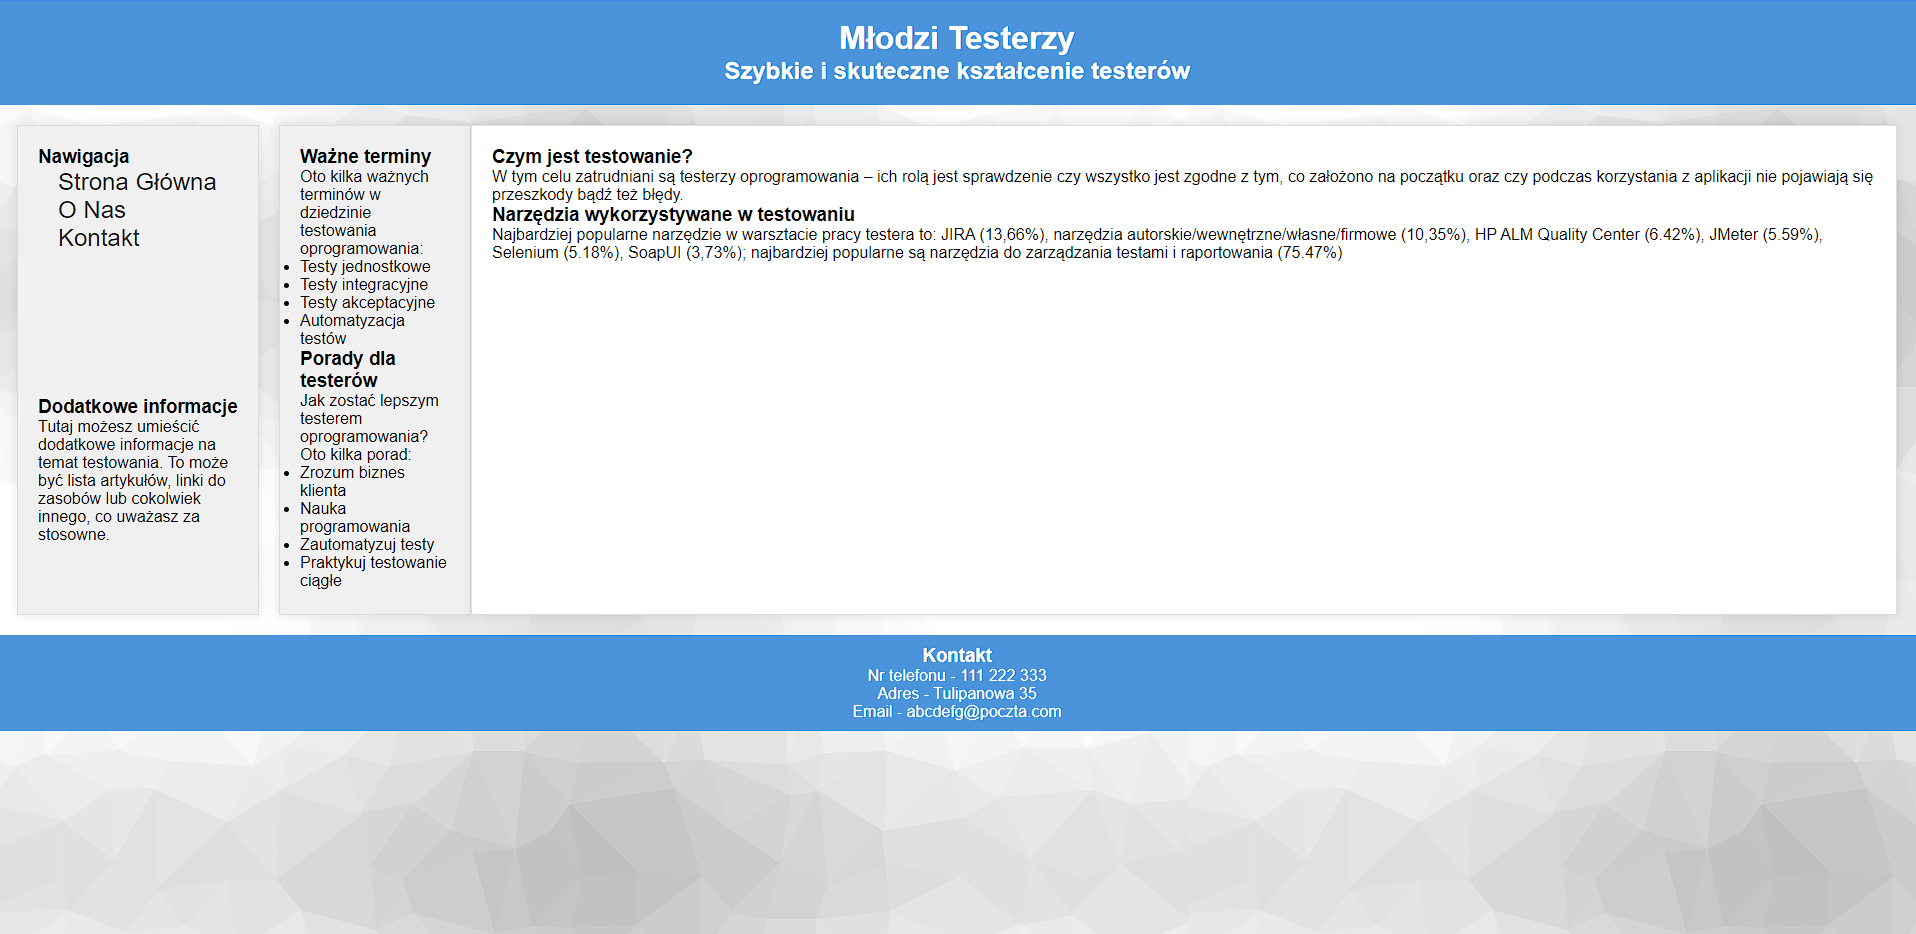 Młodzi Testerzy
Szybkie i skuteczne kształcenie testerów
Nawigacja
Strona Główna
O Nas
Kontakt
Dodatkowe informacje
Tutaj możesz umieścić
dodatkowe informacje na
temat testowania. To może
być lista artykułów, linki do
zasobów lub cokolwiek
innego, co uważasz za
stosowne.
Ważne terminy
Oto kilka ważnych
terminów w
dziedzinie
testowania
oprogramowania:
• Testy jednostkowe
• Testy integracyjne
• Testy akceptacyjne
• Automatyzacja
testów
Porady dla
testerów
Jak zostać lepszym
testerem
oprogramowania?
Oto kilka porad:
• Zrozum biznes
klienta
• Nauka
programowania
• Zautomatyzuj testy
• Praktykuj testowanie
ciągłe
Czym jest testowanie?
W tym celu zatrudniani są testerzy oprogramowania – ich rolą jest sprawdzenie czy wszystko jest zgodne z tym, co założono na początku oraz czy podczas korzystania z aplikacji nie pojawiają się
przeszkody bądź też błędy.
Narzędzia wykorzystywane w testowaniu
Najbardziej popularne narzędzie w warsztacie pracy testera to: JIRA (13,66%), narzędzia autorskie/wewnętrzne/własne/firmowe (10,35%), HP ALM Quality Center (6.42%), JMeter (5.59%),
Selenium (5.18%), SoapUI (3,73%); najbardziej popularne są narzędzia do zarządzania testami i raportowania (75.47%)
Kontakt
Nr telefonu - 111 222 333
Adres - Tulipanowa 35
Email - abcdefg@poczta.com